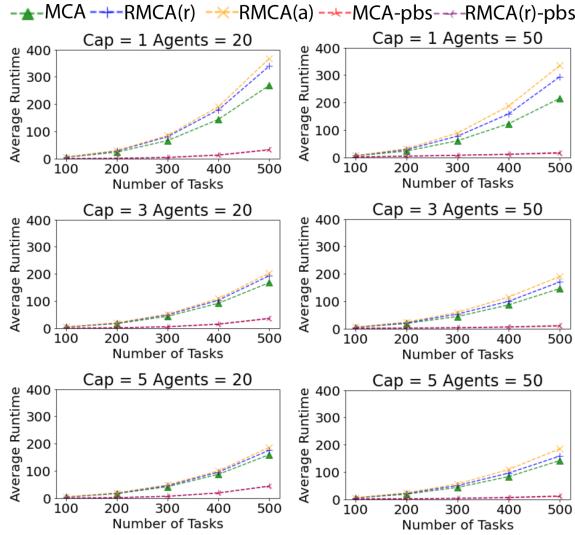 MCA RMCA(r) RMCA(a) MCA-pbs RMCA(r)-pbs
Cap = 1 Agents = 20
Average Runtime
400
300
200
100
0
100 200 300 400 500
Number of Tasks
Cap = 1 Agents = 50
Average Runtime
400
300
200
100
0
100 200 300 400 500
Number of Tasks
Cap = 3 Agents = 20
Average Runtime
400
300
200
100
0
100 200 300 400 500
Number of Tasks
Cap = 3 Agents = 50
Average Runtime
400
300
200
100
0
100 200 300 400 500
Number of Tasks
Cap = 5 Agents = 20
Average Runtime
400
300
200
100
0
100 200 300 400 500
Number of Tasks
Cap = 5 Agents = 50
Average Runtime
400
300
200
100
0
100 200 300 400 500
Number of Tasks